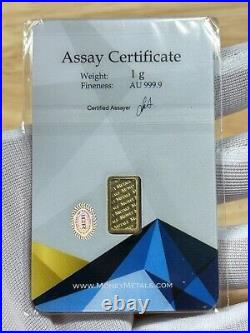 Assay Certificate
Weight: 1 g
Fineness: AU 999.9
Certified Assayer
www.MoneyMetals.com